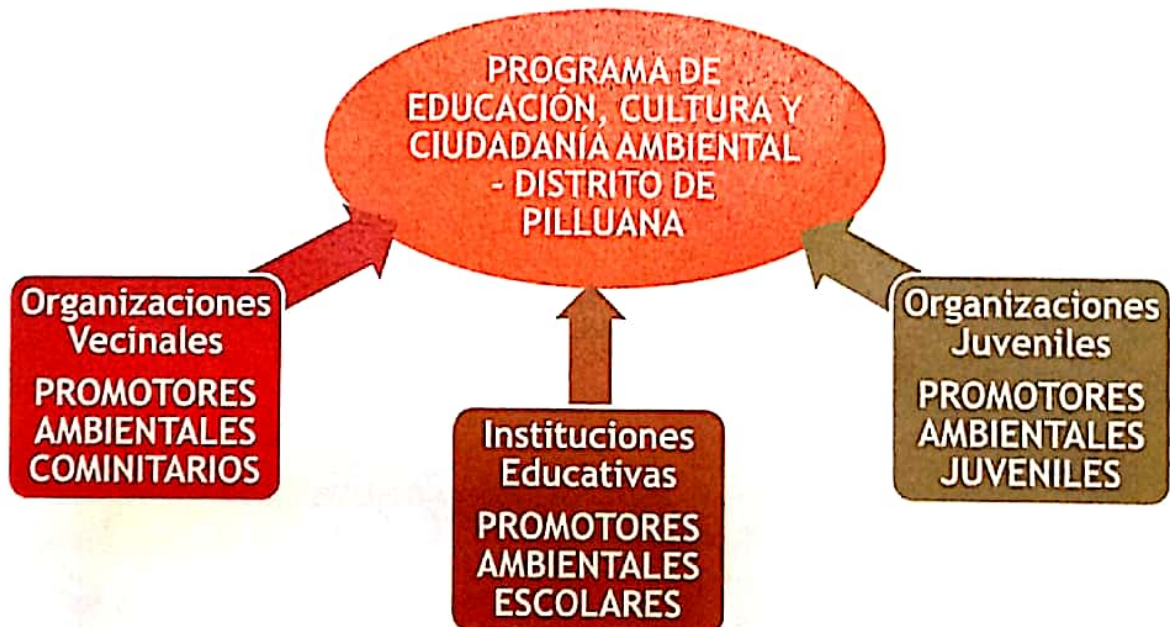 PROGRAMA DE
EDUCACIÓN, CULTURA Y
CIUDADANÍA AMBIENTAL
- DISTRITO DE
PILLUANA
Organizaciones
Vecinales
PROMOTORES
AMBIENTALES
COMINITARIOS
Instituciones
Educativas
PROMOTORES
AMBIENTALES
ESCOLARES
Organizaciones
Juveniles
PROMOTORES
AMBIENTALES
JUVENILES